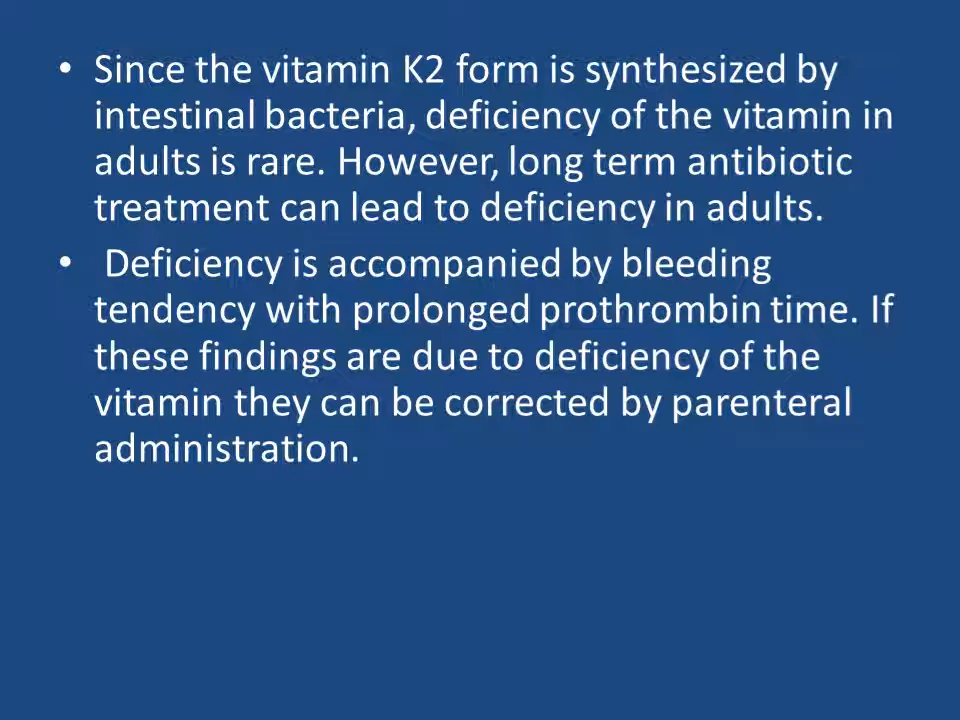 • Since the vitamin K2 form is synthesized by
intestinal bacteria, deficiency of the vitamin in
adults is rare. However, long term antibiotic
treatment can lead to deficiency in adults.
• Deficiency is accompanied by bleeding
tendency with prolonged prothrombin time. If
these findings are due to deficiency of the
vitamin they can be corrected by parenteral
administration.